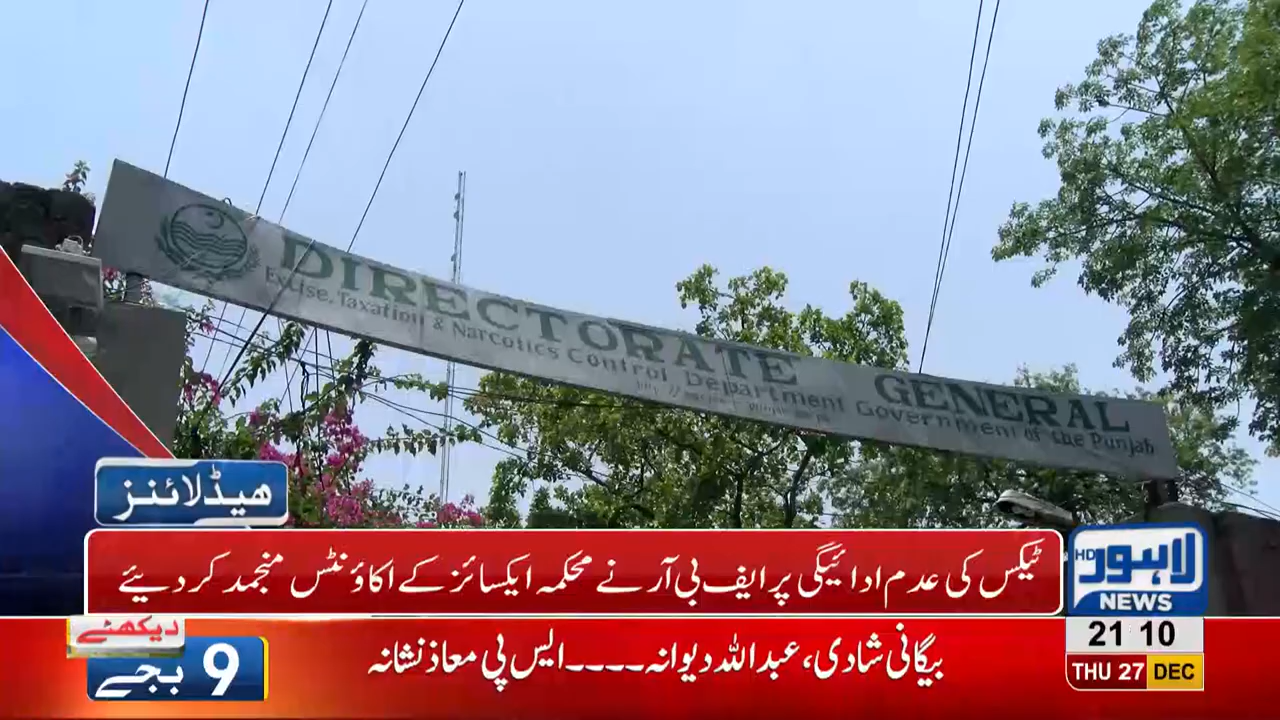 DIRECTORATE GENERAL
Excise, Taxation & Narcotics Control Department Government of the Punjab
ہیڈلائنز
ٹیکس کی عدم ادائیگی پر ایف بی آر نے محکمہ ایکسائز کے اکاؤنٹس منجمد کر دیئے
HD لاہور
NEWS
دیکھئے
9 بجے
بیگانی شادی، عبداللہ دیوانہ۔۔۔۔ایس پی معاذ نشانہ
21 10
THU 27 DEC